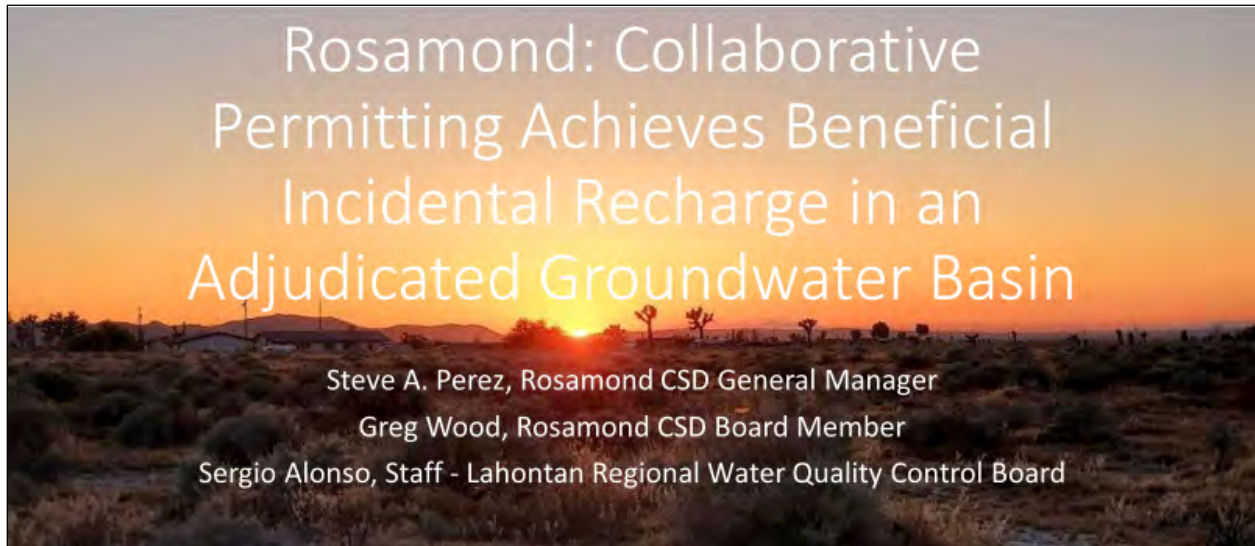 Rosamond: Collaborative
Permitting Achieves Beneficial
Incidental Recharge in an
Adjudicated Groundwater Basin
Steve A. Perez, Rosamond CSD General Manager
Greg Wood, Rosamond CSD Board Member
Sergio Alonso, Staff - Lahontan Regional Water Quality Control Board